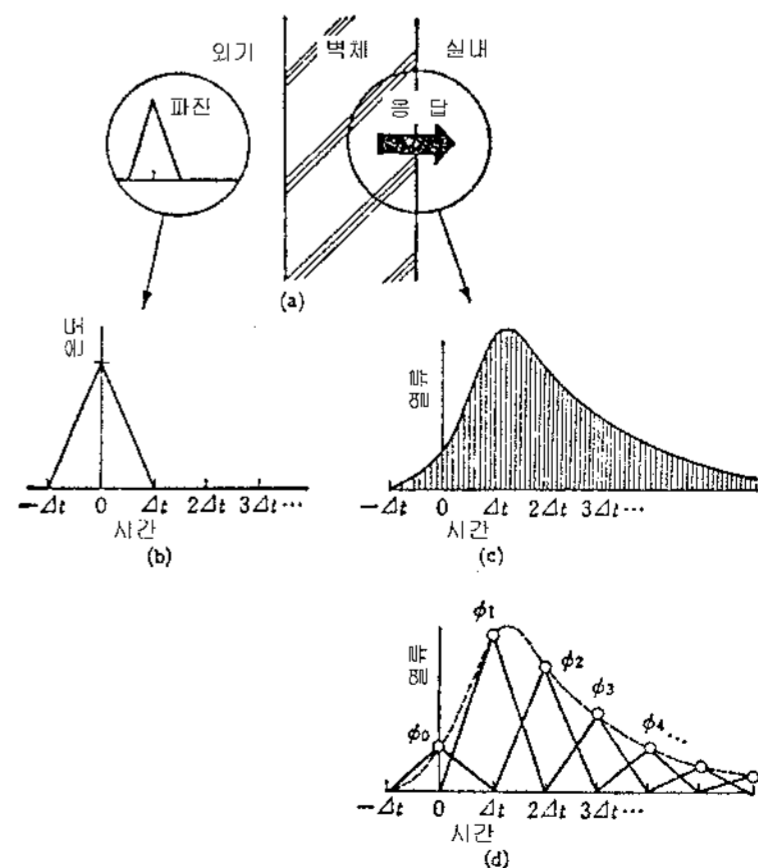 외기 벽체 실내
파진
응 답
(a)
온도
-Δt 0 Δt 2Δt 3Δt ···
시간
(b)
열류
-Δt 0 Δt 2Δt 3Δt ···
시간
(c)
열류
ϕ0
ϕ1
ϕ2
ϕ3
ϕ4 ···
-Δt 0 Δt 2Δt 3Δt ···
시간
(d)